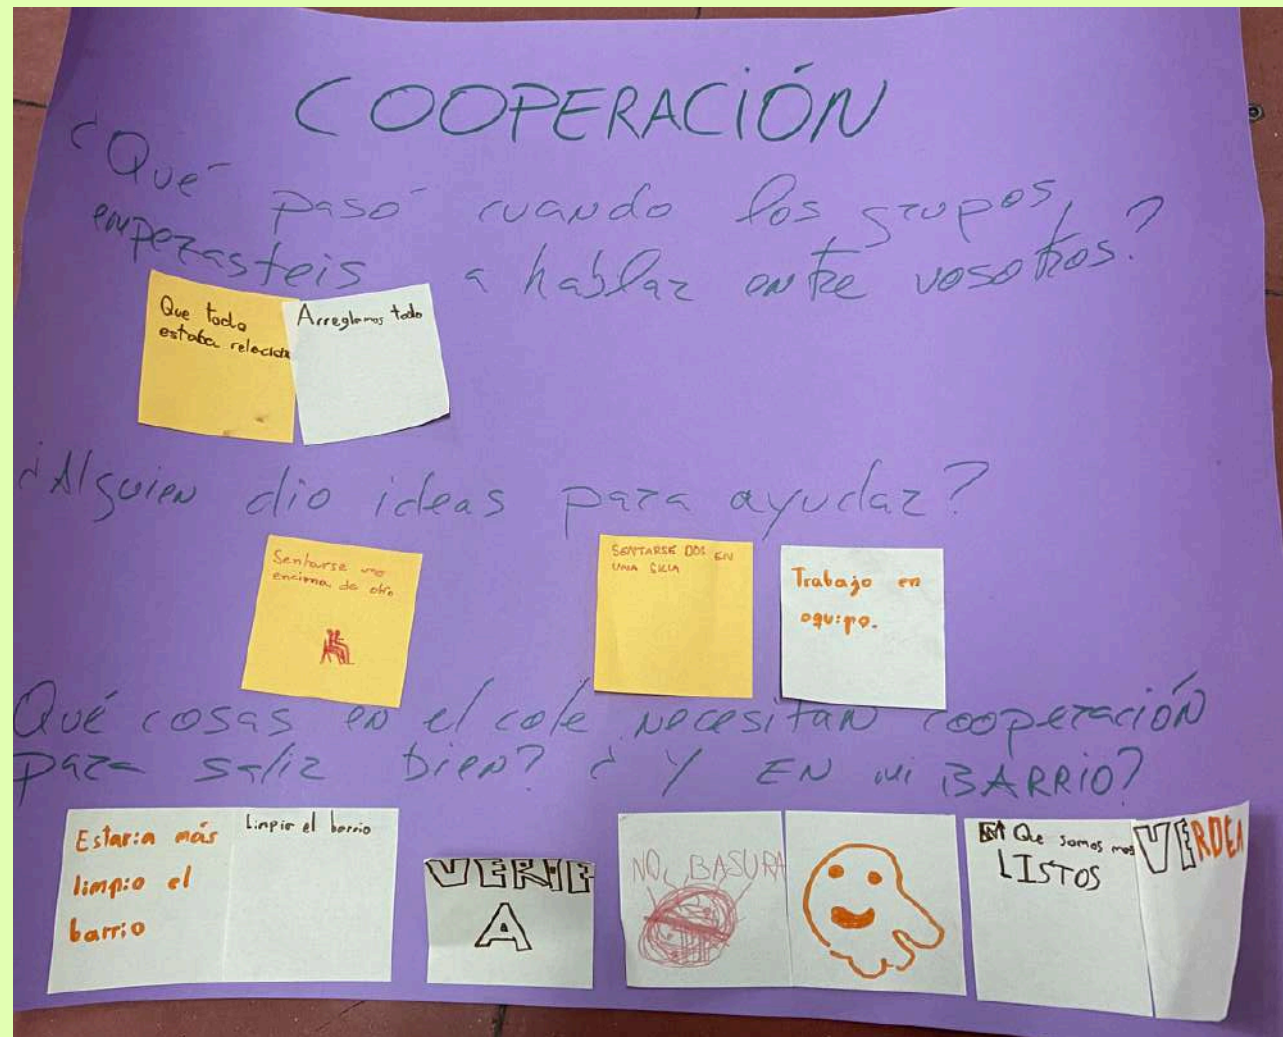 COOPERACIÓN
¿Qué pasó cuando los grupos,
empezasteis a hablar entre vosotros?
Que todo
estaba relacion
Arreglamos todo
¿Alguien dio ideas para ayudar?
Sentarse uno
encima de otro
SENTARSE DOS EN
UNA SILLA
Trabajo en
equipo.
Qué cosas en el cole necesitan cooperación
para salir bien? ¿Y EN mi BARRIO?
Estaria más
limpio el
barrio
Limpio el barrio
A
NO, BASURA
Que somos mas
LISTOS